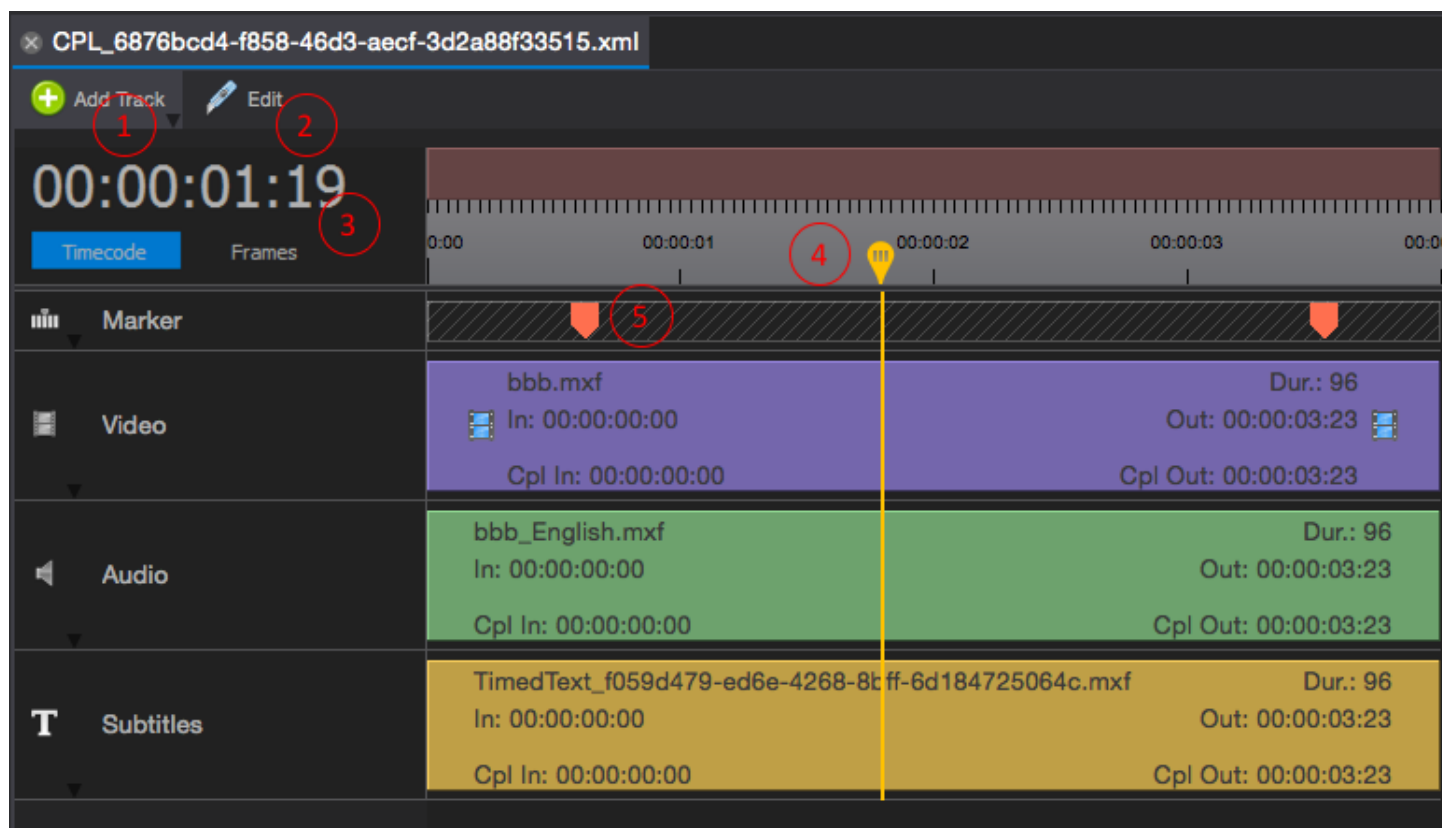 CPL_6876bcd4-f858-46d3-aecf-3d2a88f33515.xml
Add Track Edit
1 2
00:00:01:19
3
Timecode Frames
0:00 00:00:01 4 00:00:02 00:00:03 00:0
Marker 5
bbb.mxf Dur.: 96
Video In: 00:00:00:00 Out: 00:00:03:23
Cpl In: 00:00:00:00 Cpl Out: 00:00:03:23
bbb_English.mxf Dur.: 96
Audio In: 00:00:00:00 Out: 00:00:03:23
Cpl In: 00:00:00:00 Cpl Out: 00:00:03:23
TimedText_f059d479-ed6e-4268-8bff-6d184725064c.mxf Dur.: 96
T Subtitles In: 00:00:00:00 Out: 00:00:03:23
Cpl In: 00:00:00:00 Cpl Out: 00:00:03:23